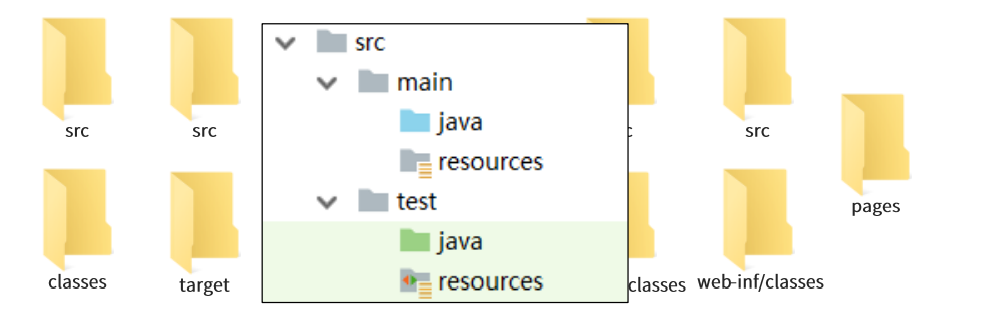 src
src
src
main
java
resources
test
java
resources
c
src
pages
classes
target
classes
web-inf/classes